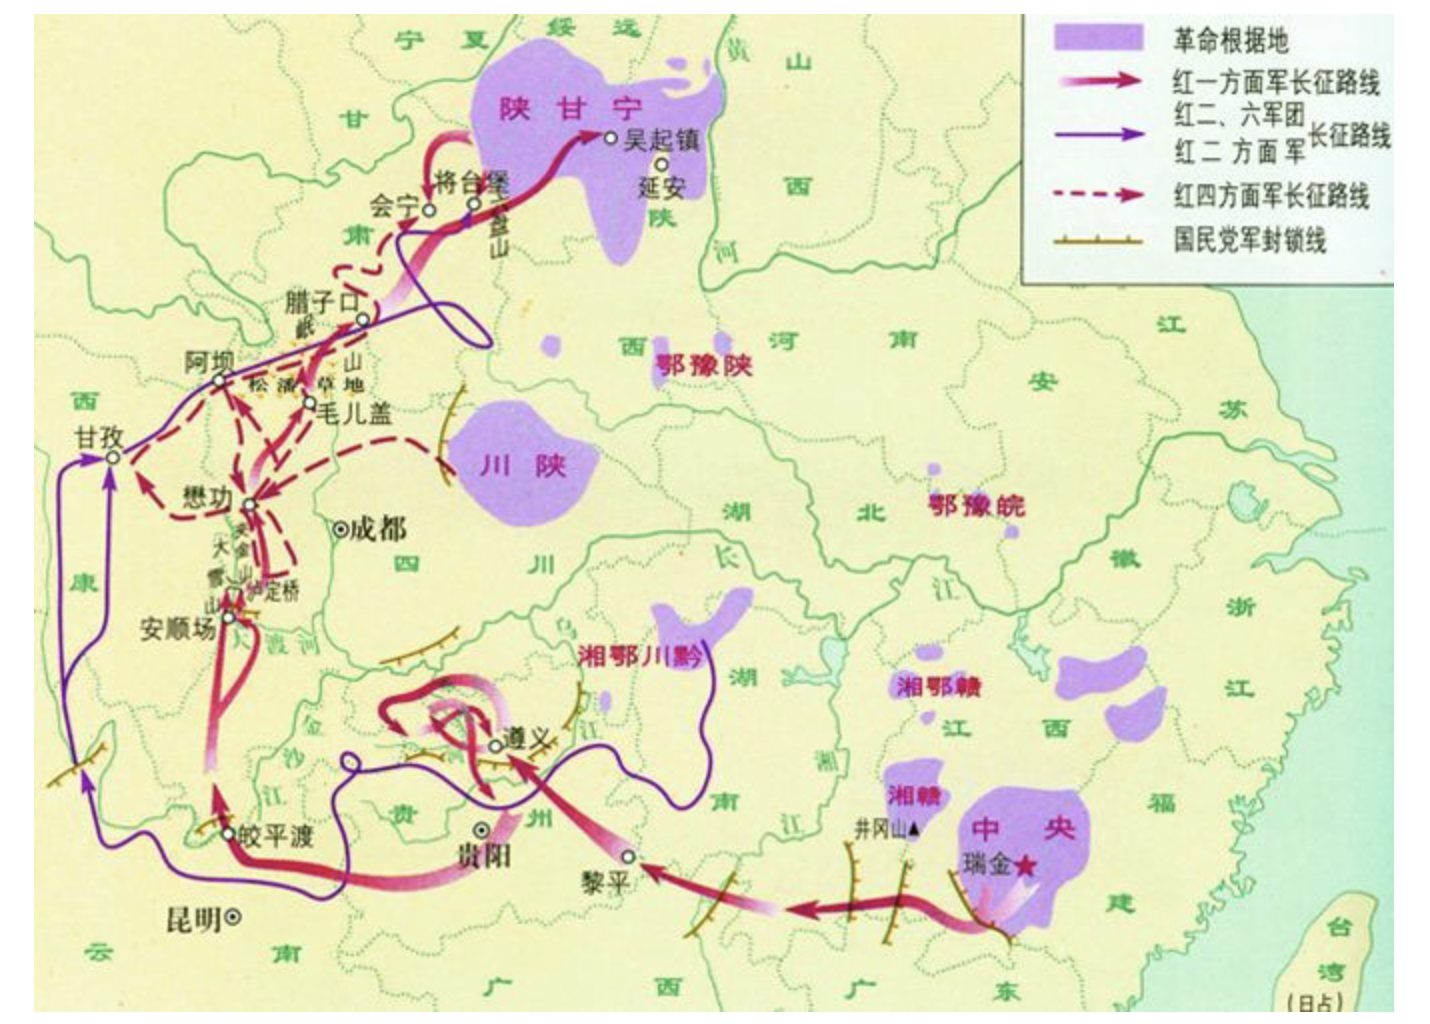 革命根据地
红一方面军长征路线
红二、六军团
红二方面军
长征路线
红四方面军长征路线
国民党军封锁线
宁夏
绥远
黄
山
甘
陕甘宁
吴起镇
延安
将台堡
六盘山
会宁
肃
陕
西
河
腊子口
岷
山
江
阿坝
松潘草地
西
河南
鄂豫陕
西
毛儿盖
安
苏
甘孜
川陕
懋功
成都
湖北
鄂豫皖
夹金山
大雪山
四川
长
江
徽
康
泸定桥
安顺场
大渡河
乌
江
湘鄂川黔
湖
湘鄂赣
浙
江
江西
金
沙
江
遵义
湘
江
南
湘赣
贵州
中央
福
皎平渡
贵阳
井冈山
瑞金
黎平
建
昆明
云南
广西
广东
台
湾
(日占)